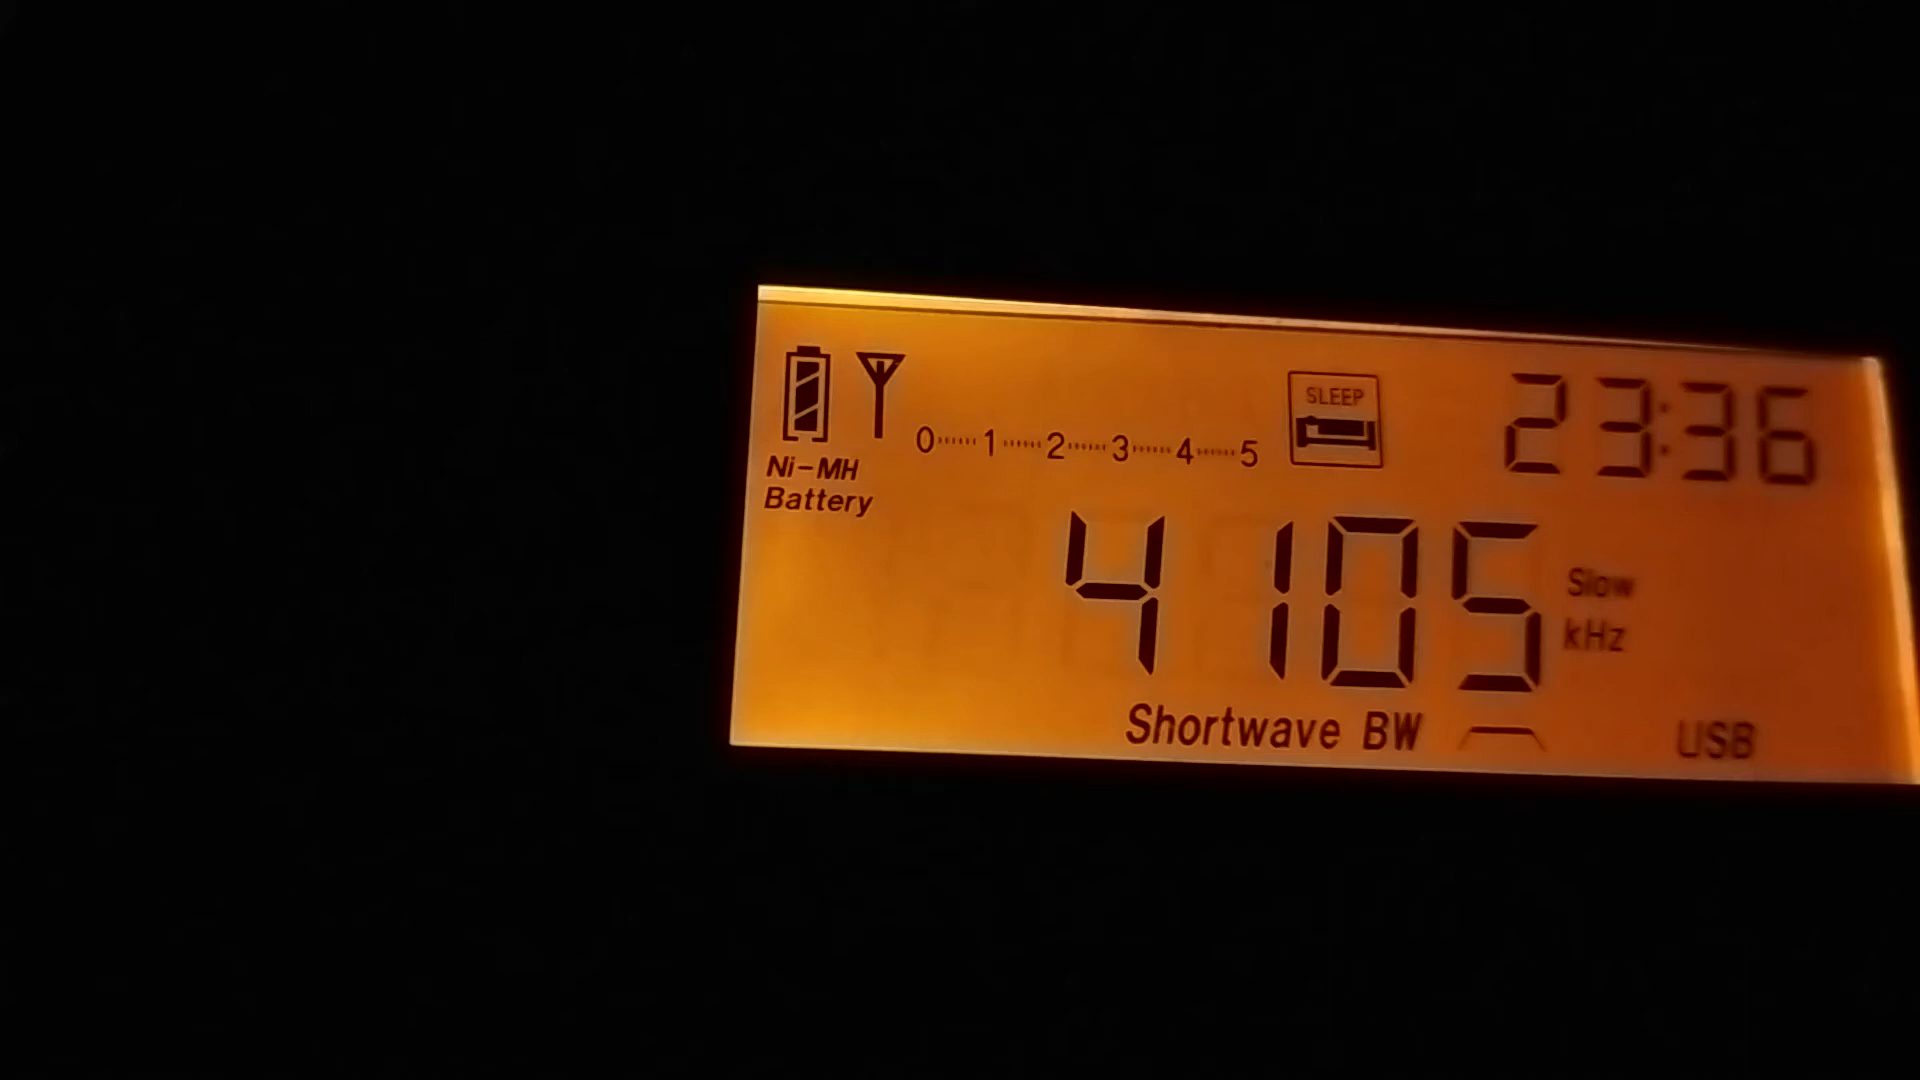 SLEEP
23:36
0 1 2 3 4 5
Ni-MH
Battery
4105
Slow
kHz
Shortwave BW USB